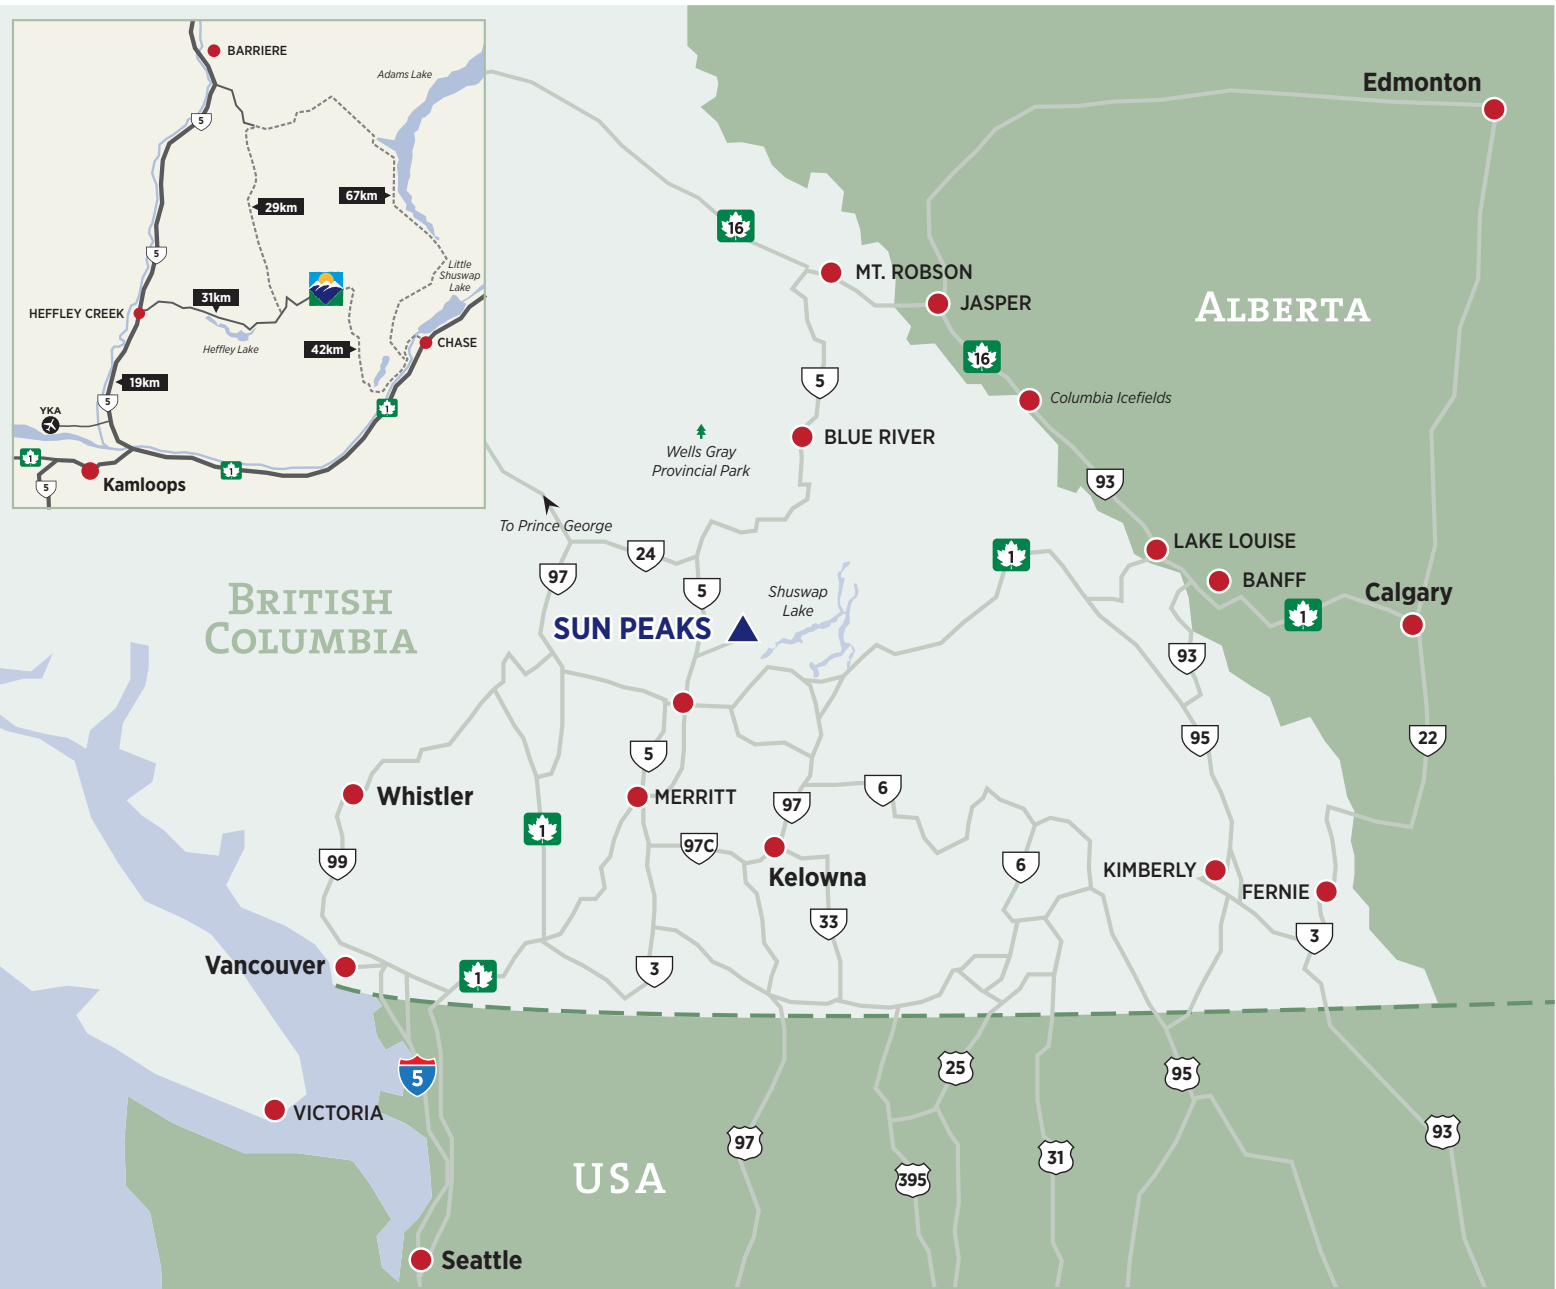 BARRIERE
Adams Lake
5
67km
29km
5
Little
Shuswap
Lake
31km
HEFFLEY CREEK
Heffley Lake
42km
CHASE
19km
5
YKA
1
1
1
5
Kamloops
Edmonton
16
MT. ROBSON
JASPER
ALBERTA
16
5
Columbia Icefields
BLUE RIVER
Wells Gray
Provincial Park
93
To Prince George
24
97
5
1
LAKE LOUISE
BANFF
Calgary
1
Shuswap
Lake
BRITISH
COLUMBIA
SUN PEAKS
93
5
95
22
Whistler
MERRITT
97
6
1
97C
99
Kelowna
6
KIMBERLY
FERNIE
33
3
Vancouver
1
3
5
25
95
VICTORIA
97
93
31
USA
395
Seattle